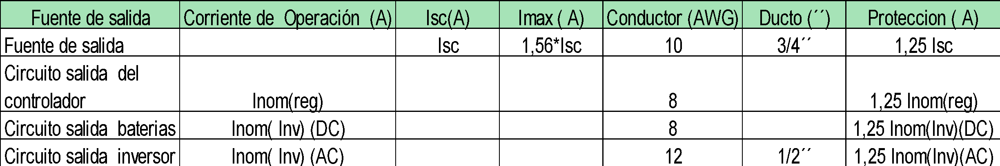 Fuente de salida Corriente de Operación (A) Isc(A) Imax ( A) Conductor (AWG) Ducto (´´) Proteccion ( A)
Fuente de salida Isc 1,56*Isc 10 3/4´´ 1,25 Isc
Circuito salida del
controlador Inom(reg) 8 1,25 Inom(reg)
Circuito salida baterias Inom( Inv) (DC) 8 1,25 Inom(Inv)(DC)
Circuito salida inversor Inom( Inv) (AC) 12 1/2´´ 1,25 Inom(Inv)(AC)